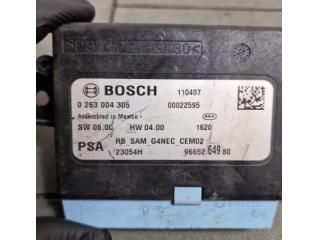 BOSCH 110407
0 263 004 305 00022595
Assembled in Mexico
SW 06.00 HW 04.00 1620
PSA RB_SAM_G4NEC_CEM02
23054H 96652 649 80